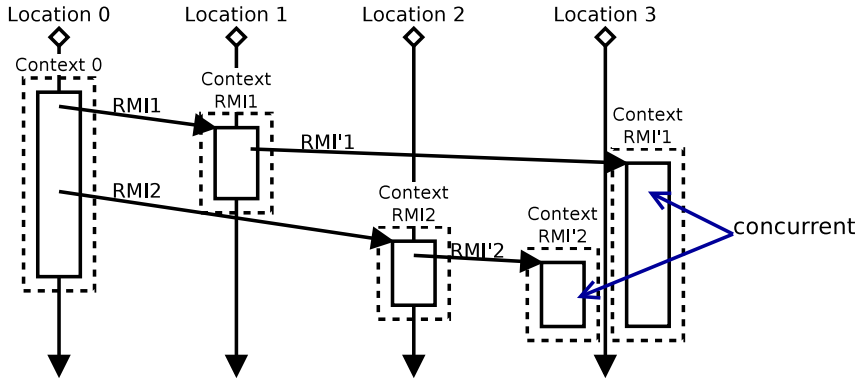 Location 0
Location 1
Location 2
Location 3
Context 0
Context
RMI1
RMI1
RMI'1
Context
RMI'1
RMI2
Context
RMI2
RMI'2
Context
RMI'2
concurrent